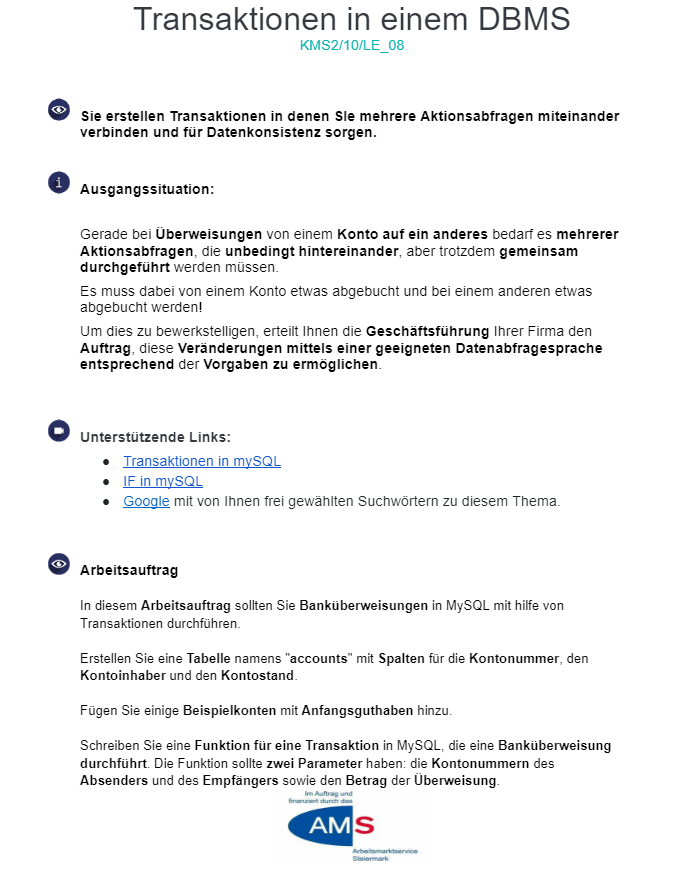 Transaktionen in einem DBMS
KMS2/10/LE_08
Sie erstellen Transaktionen in denen SIe mehrere Aktionsabfragen miteinander
verbinden und für Datenkonsistenz sorgen.
Ausgangssituation:
Gerade bei Überweisungen von einem Konto auf ein anderes bedarf es mehrerer
Aktionsabfragen, die unbedingt hintereinander, aber trotzdem gemeinsam
durchgeführt werden müssen.
Es muss dabei von einem Konto etwas abgebucht und bei einem anderen etwas
abgebucht werden!
Um dies zu bewerkstelligen, erteilt Ihnen die Geschäftsführung Ihrer Firma den
Auftrag, diese Veränderungen mittels einer geeigneten Datenabfragesprache
entsprechend der Vorgaben zu ermöglichen.
Unterstützende Links:
● Transaktionen in mySQL
● IF in mySQL
● Google mit von Ihnen frei gewählten Suchwörtern zu diesem Thema.
Arbeitsauftrag
In diesem Arbeitsauftrag sollten Sie Banküberweisungen in MySQL mit hilfe von
Transaktionen durchführen.
Erstellen Sie eine Tabelle namens "accounts" mit Spalten für die Kontonummer, den
Kontoinhaber und den Kontostand.
Fügen Sie einige Beispielkonten mit Anfangsguthaben hinzu.
Schreiben Sie eine Funktion für eine Transaktion in MySQL, die eine Banküberweisung
durchführt. Die Funktion sollte zwei Parameter haben: die Kontonummern des
Absenders und des Empfängers sowie den Betrag der Überweisung.
Im Auftrag und
finanziert durch das
AMS
Arbeitsmarktservice
Steiermark